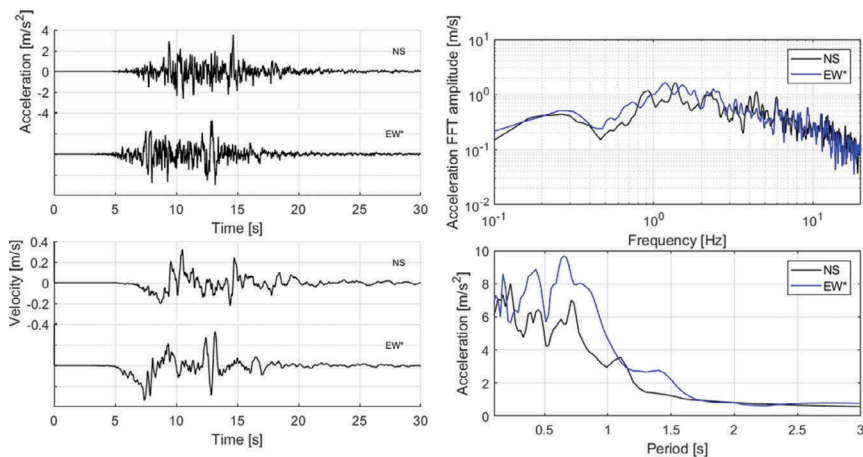 Acceleration [m/s²]
4
2
0
-2
-4
NS
EW*
0 5 10 15 20 25 30
Time [s]
Velocity [m/s]
0.4
0.2
0
-0.2
-0.4
NS
EW*
0 5 10 15 20 25 30
Time [s]
Acceleration FFT amplitude [m/s]
10¹
10⁰
10⁻¹
10⁻²
NS
EW*
10⁻¹ 10⁰ 10¹
Frequency [Hz]
Acceleration [m/s²]
10
8
6
4
2
0
NS
EW*
0.5 1 1.5 2 2.5 3
Period [s]